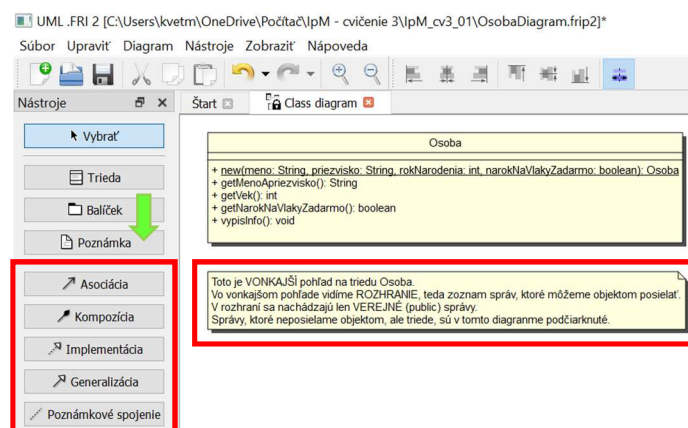 UML .FRI 2 [C:\Users\kvetm\OneDrive\Počítač\IpM - cvičenie 3\IpM_cv3_01\OsobaDiagram.frip2]*
Súbor Upraviť Diagram Nástroje Zobraziť Nápoveda
Nástroje
Štart
Class diagram
Vybrať
Trieda
Balíček
Poznámka
Asociácia
Kompozícia
Implementácia
Generalizácia
Poznámkové spojenie
Osoba
+ new(meno: String, priezvisko: String, rokNarodenia: int, narokNaVlakyZadarmo: boolean): Osoba
+ getMenoApriezvisko(): String
+ getVek(): int
+ getNarokNaVlakyZadarmo(): boolean
+ vypisInfo(): void
Toto je VONKAJŠÍ pohľad na triedu Osoba.
Vo vonkajšom pohľade vidíme ROZHRANIE, teda zoznam správ, ktoré môžeme objektom posielať.
V rozhraní sa nachádzajú len VEREJNÉ (public) správy.
Správy, ktoré neposielame objektom, ale triede, sú v tomto diagranme podčiarknuté.